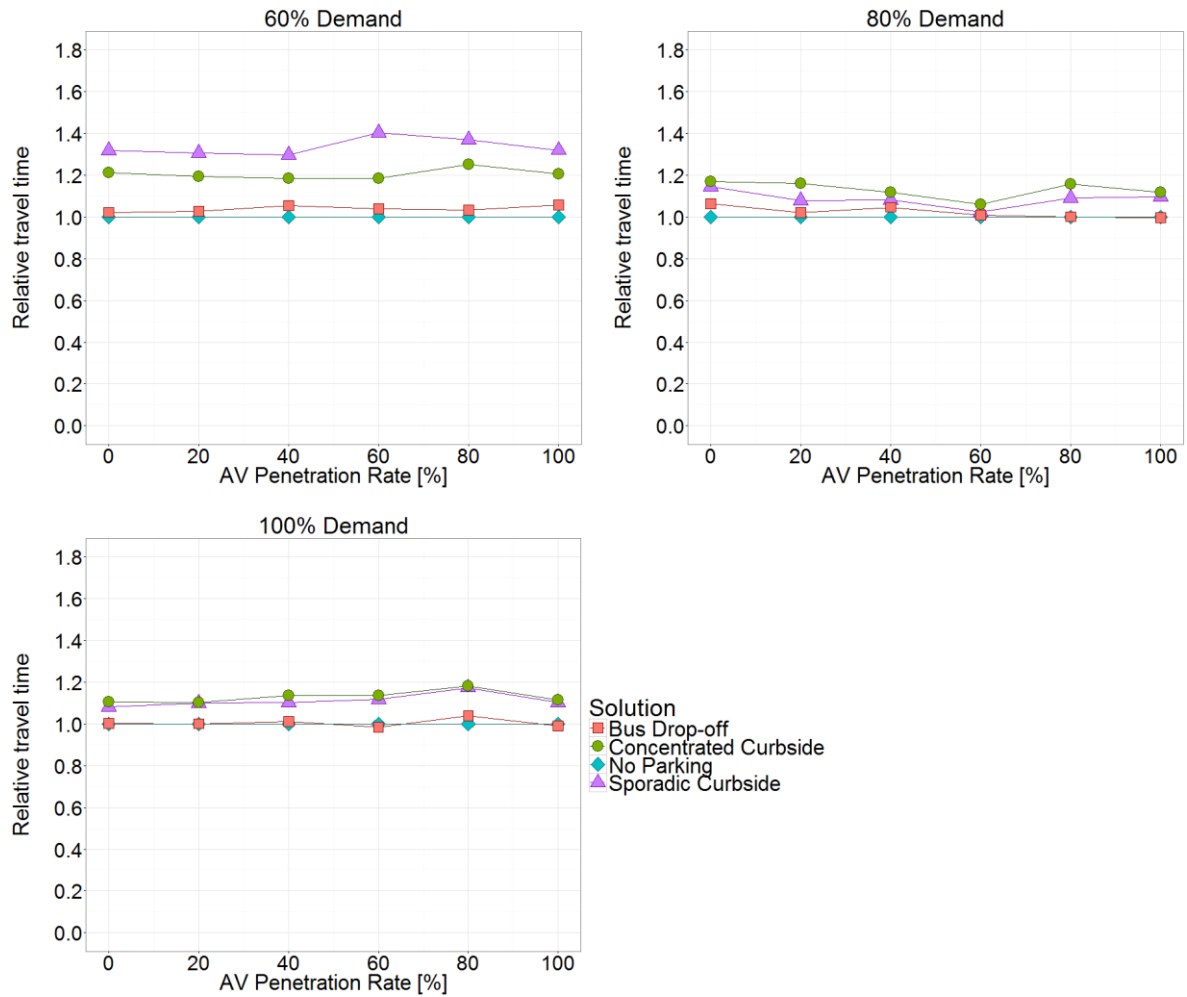 60% Demand
1.8
1.6
1.4
1.2
1.0
0.8
0.6
0.4
0.2
0.0
Relative travel time
0 20 40 60 80 100
AV Penetration Rate [%]
80% Demand
1.8
1.6
1.4
1.2
1.0
0.8
0.6
0.4
0.2
0.0
Relative travel time
0 20 40 60 80 100
AV Penetration Rate [%]
100% Demand
1.8
1.6
1.4
1.2
1.0
0.8
0.6
0.4
0.2
0.0
Relative travel time
0 20 40 60 80 100
AV Penetration Rate [%]
Solution
Bus Drop-off
Concentrated Curbside
No Parking
Sporadic Curbside